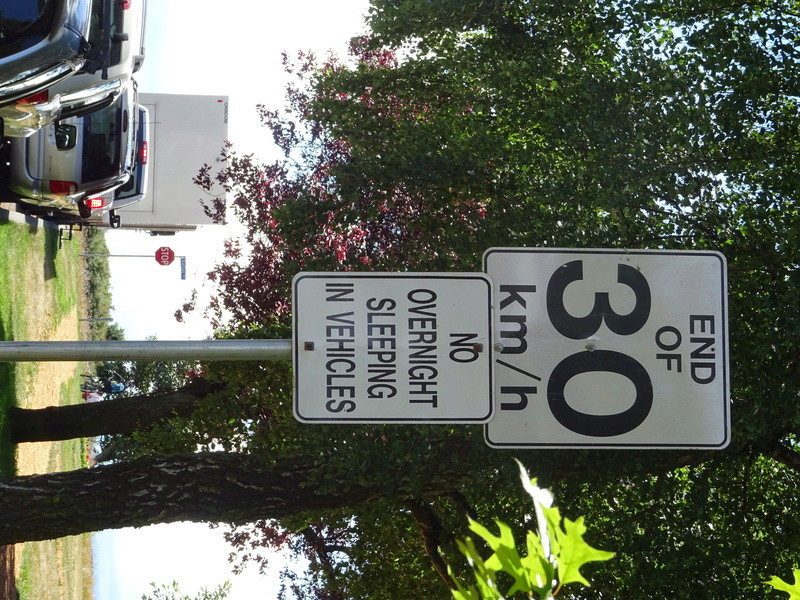 END
OF
30
km/h
NO
OVERNIGHT
SLEEPING
IN VEHICLES
STOP